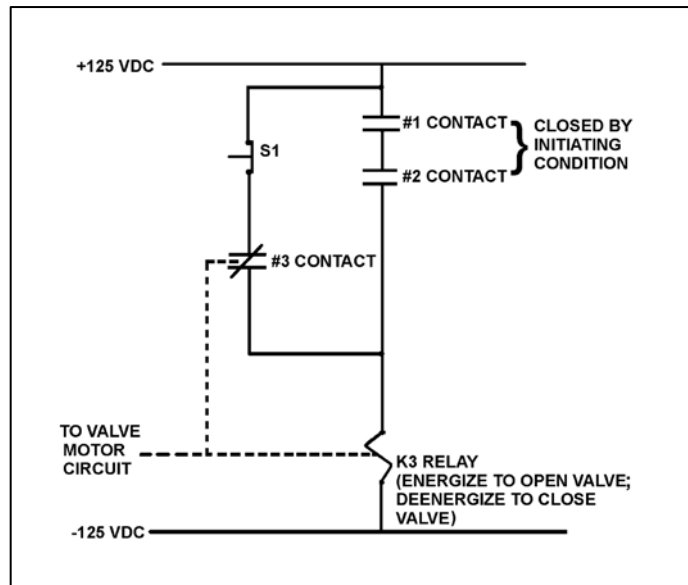 +125 VDC
#1 CONTACT
CLOSED BY
INITIATING
CONDITION
S1
#2 CONTACT
#3 CONTACT
TO VALVE
MOTOR
CIRCUIT
K3 RELAY
(ENERGIZE TO OPEN VALVE;
DEENERGIZE TO CLOSE
VALVE)
-125 VDC